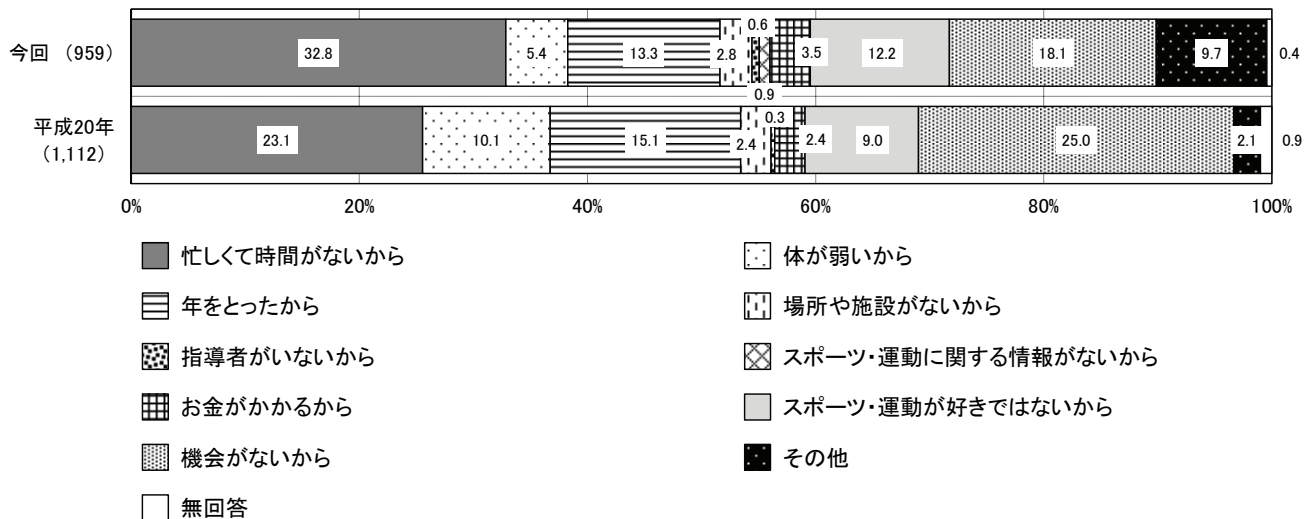 0.6
今回 (959)
32.8 5.4 13.3 2.8 3.5 12.2 18.1 9.7 0.4
0.9
平成20年
(1,112)
0.3
23.1 10.1 15.1 2.4 2.4 9.0 25.0 2.1 0.9
0% 20% 40% 60% 80% 100%
忙しくて時間がないから 体が弱いから
年をとったから 場所や施設がないから
指導者がいないから スポーツ・運動に関する情報がないから
お金がかかるから スポーツ・運動が好きではないから
機会がないから その他
無回答